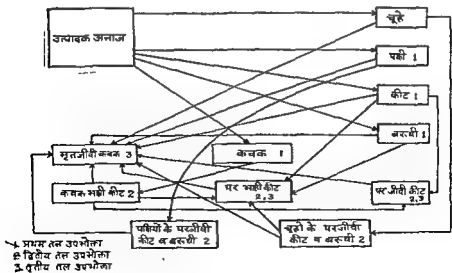 उत्पादक अनाज
चूहे
पक्षी 1
कीट 1
बरुथी 1
मृतजीवी कवक 3
कवक 1
कवक भक्षी कीट 2
पर भक्षी कीट
2,3
पर जीवी कीट
2,3
पक्षियों के परजीवी
कीट व बरुथी 2
चूहों के परजीवी
कीट व बरुथी 2
1 प्रथम तल उपभोक्ता
2 द्वितीय तल उपभोक्ता
3 तृतीय तल उपभोक्ता